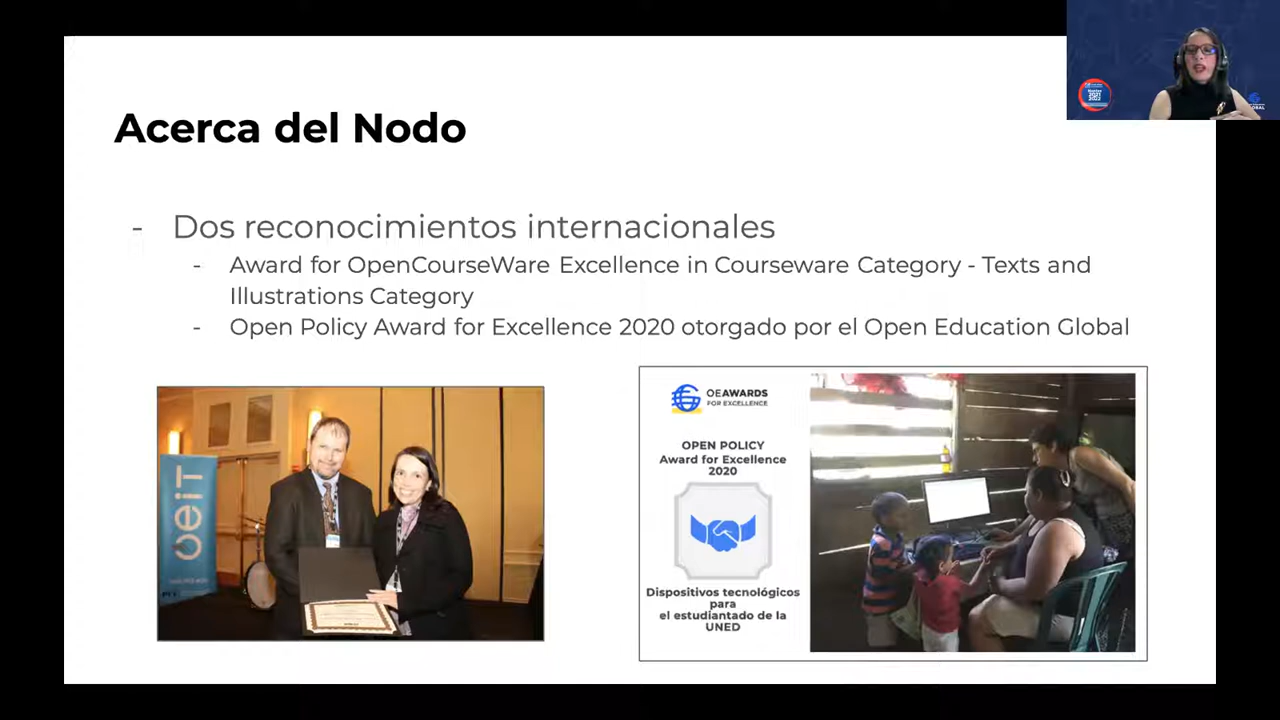 Acerca del Nodo
- Dos reconocimientos internacionales
- Award for OpenCourseWare Excellence in Courseware Category - Texts and
Illustrations Category
- Open Policy Award for Excellence 2020 otorgado por el Open Education Global
oeiT
OEAWARDS
FOR EXCELLENCE
OPEN POLICY
Award for Excellence
2020
Dispositivos tecnológicos
para
el estudiantado de la
UNED